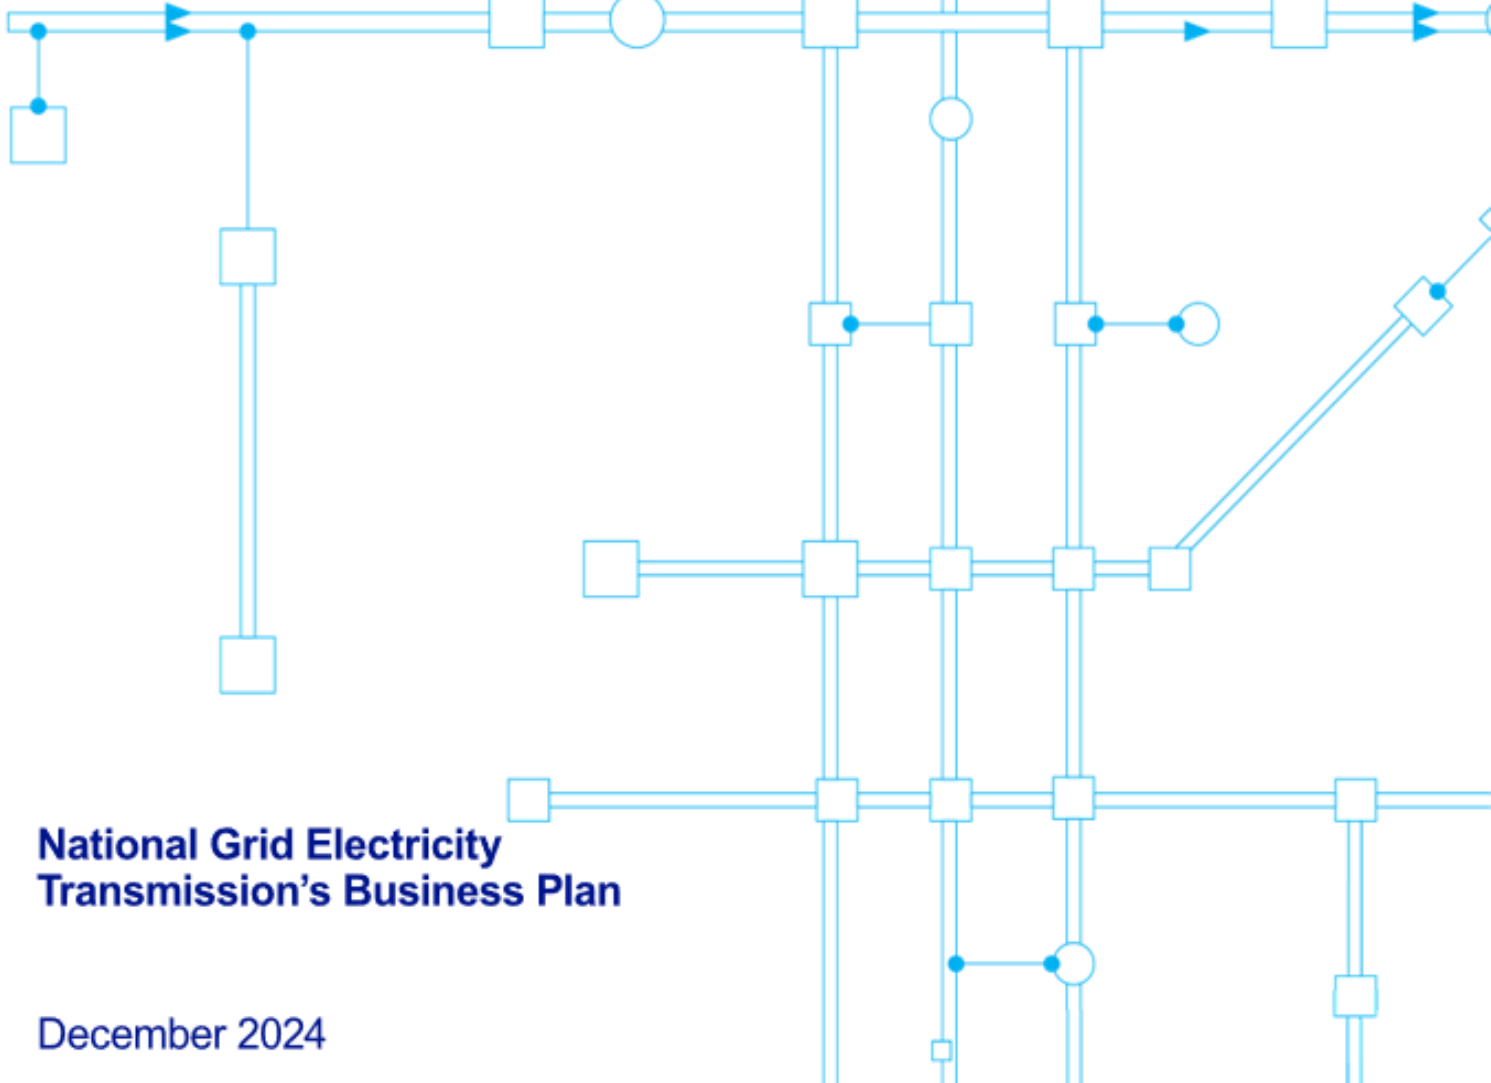 National Grid Electricity
Transmission’s Business Plan
December 2024